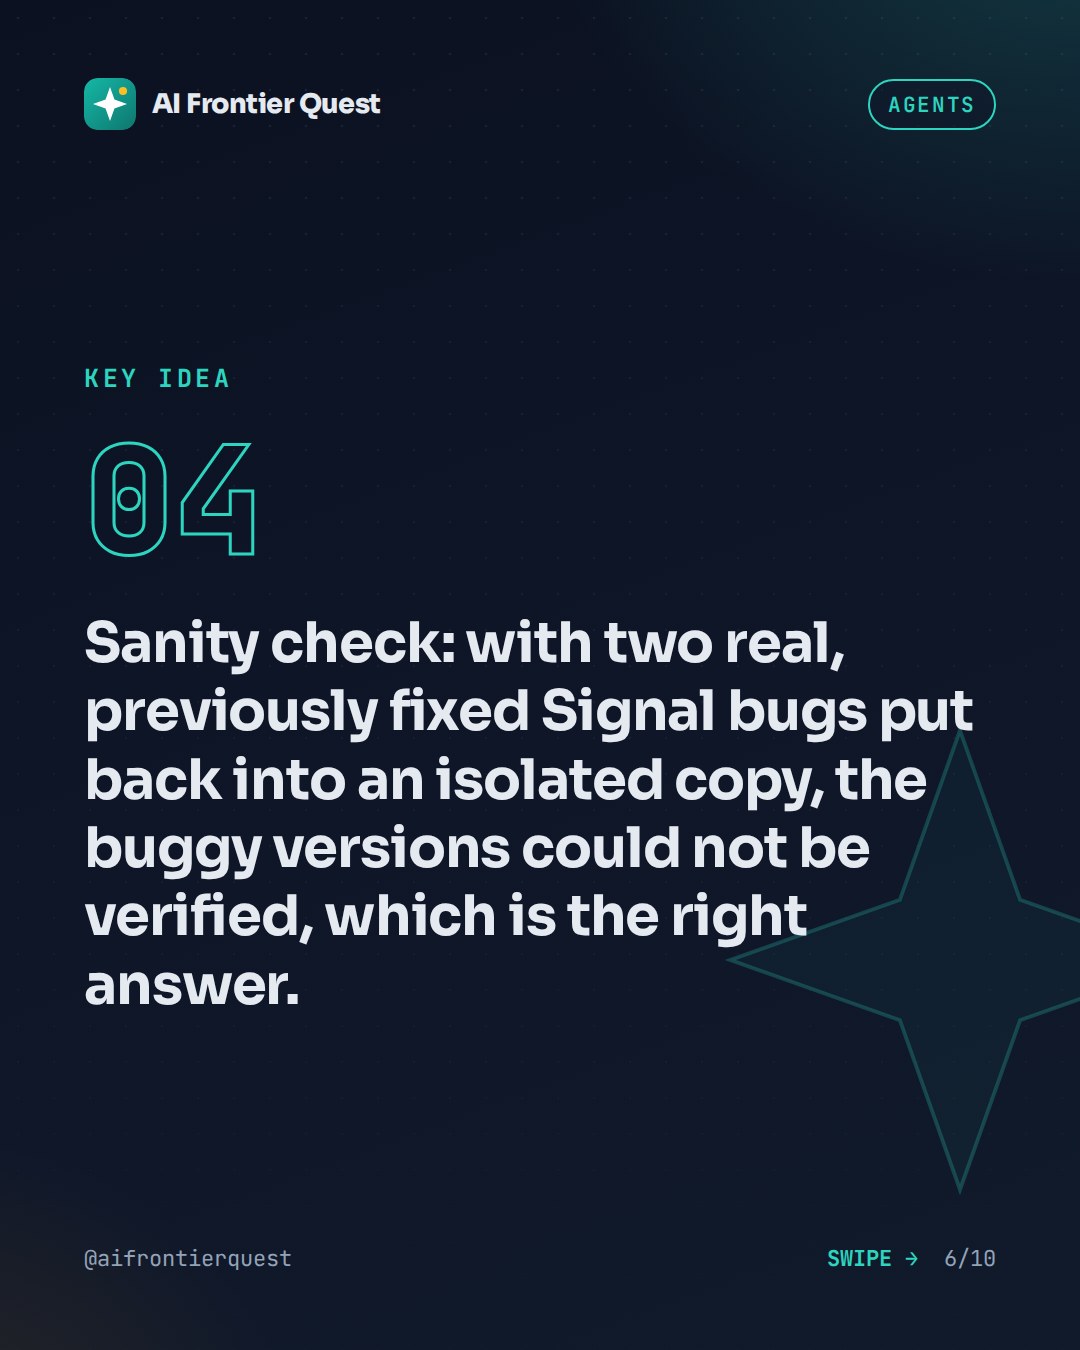 AI Frontier Quest
AGENTS
KEY IDEA
04
Sanity check: with two real,
previously fixed Signal bugs put
back into an isolated copy, the
buggy versions could not be
verified, which is the right
answer.
@aifrontierquest
SWIPE → 6/10